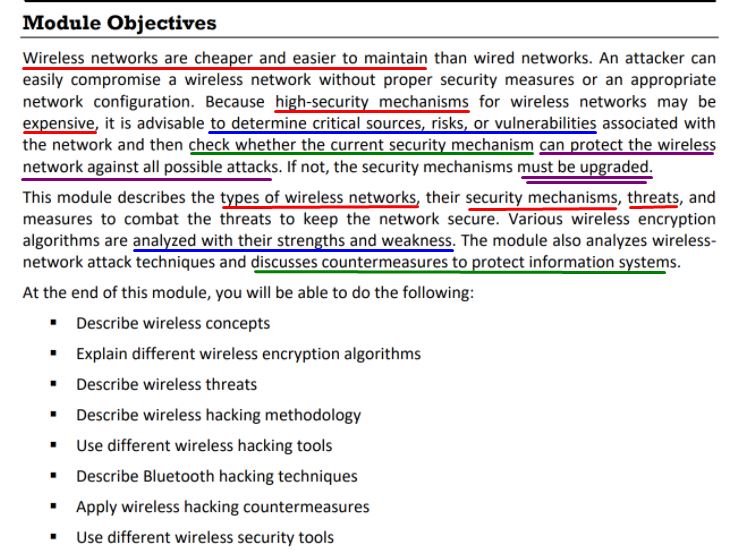 Module Objectives
Wireless networks are cheaper and easier to maintain than wired networks. An attacker can
easily compromise a wireless network without proper security measures or an appropriate
network configuration. Because high-security mechanisms for wireless networks may be
expensive, it is advisable to determine critical sources, risks, or vulnerabilities associated with
the network and then check whether the current security mechanism can protect the wireless
network against all possible attacks. If not, the security mechanisms must be upgraded.
This module describes the types of wireless networks, their security mechanisms, threats, and
measures to combat the threats to keep the network secure. Various wireless encryption
algorithms are analyzed with their strengths and weakness. The module also analyzes wireless-
network attack techniques and discusses countermeasures to protect information systems.
At the end of this module, you will be able to do the following:
▪ Describe wireless concepts
▪ Explain different wireless encryption algorithms
▪ Describe wireless threats
▪ Describe wireless hacking methodology
▪ Use different wireless hacking tools
▪ Describe Bluetooth hacking techniques
▪ Apply wireless hacking countermeasures
▪ Use different wireless security tools